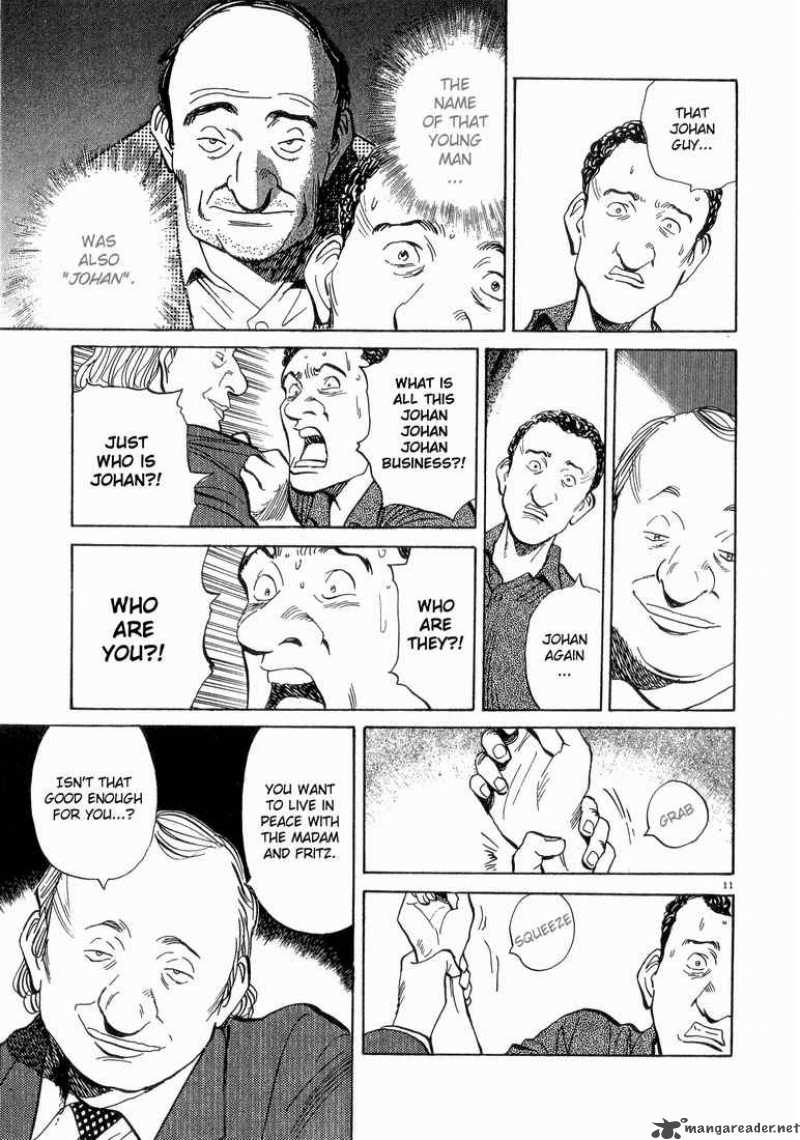 THAT
JOHAN
GUY...
THE
NAME
OF THAT
YOUNG
MAN
...
WAS
ALSO
"JOHAN".
JOHAN
AGAIN
...
WHAT IS
ALL THIS
JOHAN
JOHAN
JOHAN
BUSINESS?!
JUST
WHO IS
JOHAN?!
WHO
ARE
THEY?!
WHO
ARE
YOU?!
GRAB
11
SQUEEZE
YOU WANT
TO LIVE IN
PEACE WITH
THE MADAM
AND FRITZ.
ISN'T THAT
GOOD ENOUGH
FOR YOU...?
mangareader.net